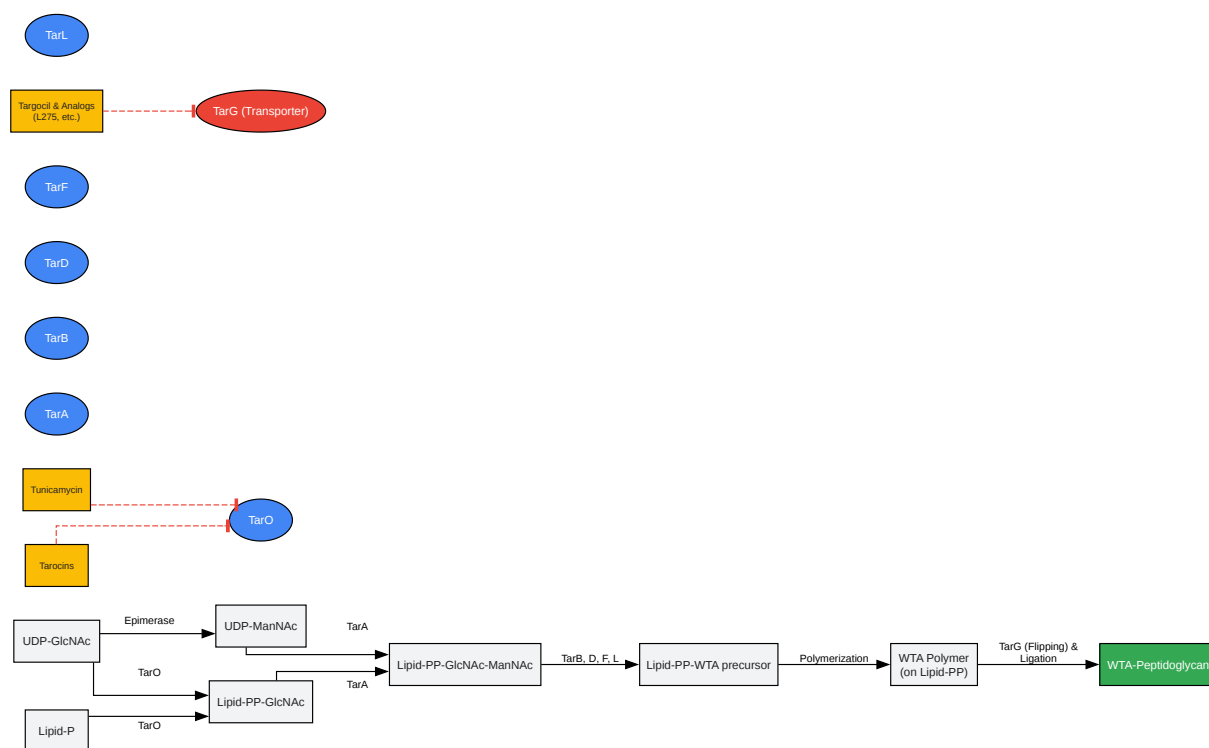 TarL
Targocil & Analogs
(L275, etc.)
TarG (Transporter)
TarF
TarD
TarB
TarA
Tunicamycin
TarO
Tarocins
UDP-GlcNAc
Epimerase
UDP-ManNAc
TarA
TarO
Lipid-PP-GlcNAc
TarA
Lipid-P
TarO
Lipid-PP-GlcNAc-ManNAc
TarB, D, F, L
Lipid-PP-WTA precursor
Polymerization
WTA Polymer
(on Lipid-PP)
TarG (Flipping) &
Ligation
WTA-Peptidoglycan